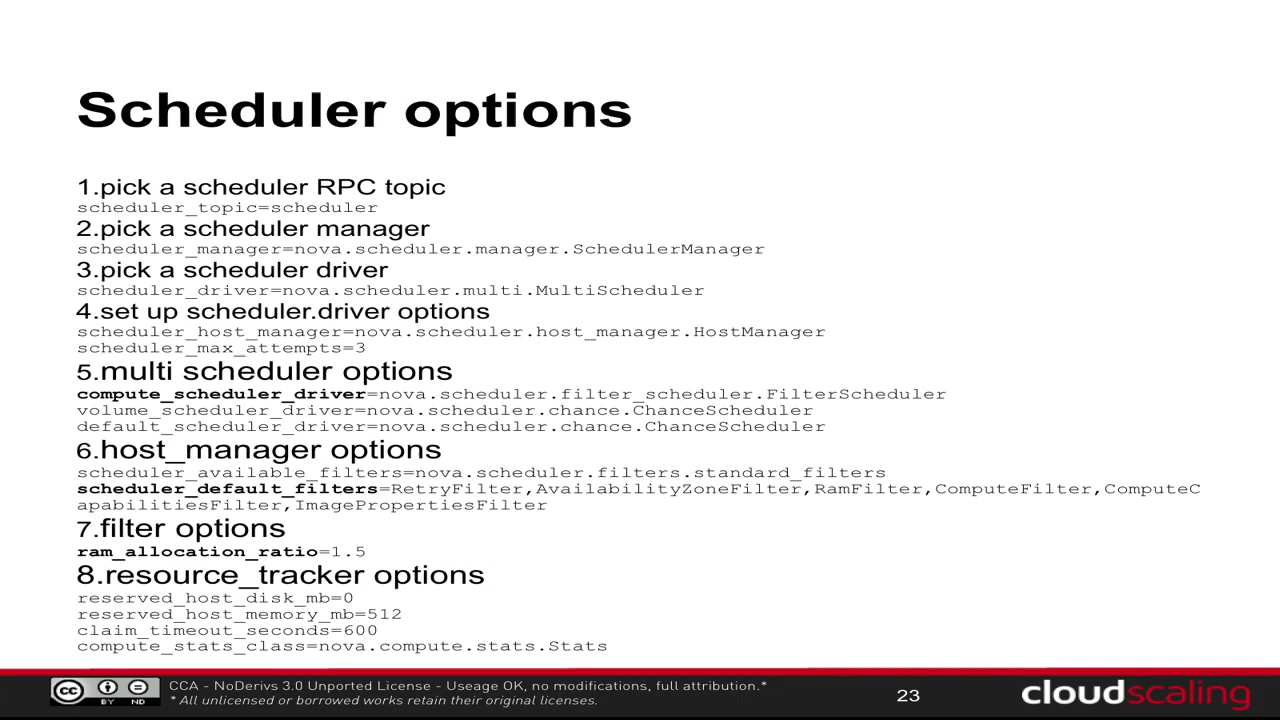 Scheduler options
1.pick a scheduler RPC topic
scheduler_topic=scheduler
2.pick a scheduler manager
scheduler_manager=nova.scheduler.manager.SchedulerManager
3.pick a scheduler driver
scheduler_driver=nova.scheduler.multi.MultiScheduler
4.set up scheduler.driver options
scheduler_host_manager=nova.scheduler.host_manager.HostManager
scheduler_max_attempts=3
5.multi scheduler options
compute_scheduler_driver=nova.scheduler.filter_scheduler.FilterScheduler
volume_scheduler_driver=nova.scheduler.chance.ChanceScheduler
default_scheduler_driver=nova.scheduler.chance.ChanceScheduler
6.host_manager options
scheduler_available_filters=nova.scheduler.filters.standard_filters
scheduler_default_filters=RetryFilter,AvailabilityZoneFilter,RamFilter,ComputeFilter,ComputeC
apabilitiesFilter,ImagePropertiesFilter
7.filter options
ram_allocation_ratio=1.5
8.resource_tracker options
reserved_host_disk_mb=0
reserved_host_memory_mb=512
claim_timeout_seconds=600
compute_stats_class=nova.compute.stats.Stats
cc BY ND
CCA - NoDerivs 3.0 Unported License - Useage OK, no modifications, full attribution.*
* All unlicensed or borrowed works retain their original licenses.
23
cloudscaling